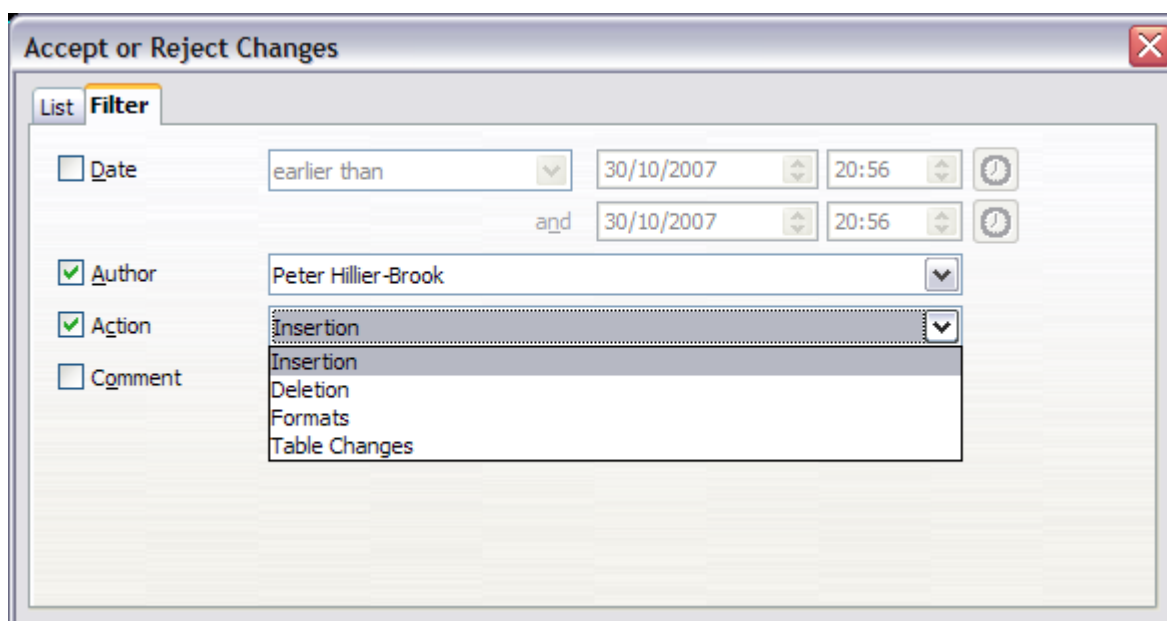 Accept or Reject Changes
List Filter
Date earlier than 30/10/2007 20:56
and 30/10/2007 20:56
Author Peter Hillier-Brook
Action Insertion
Insertion
Comment
Deletion
Formats
Table Changes